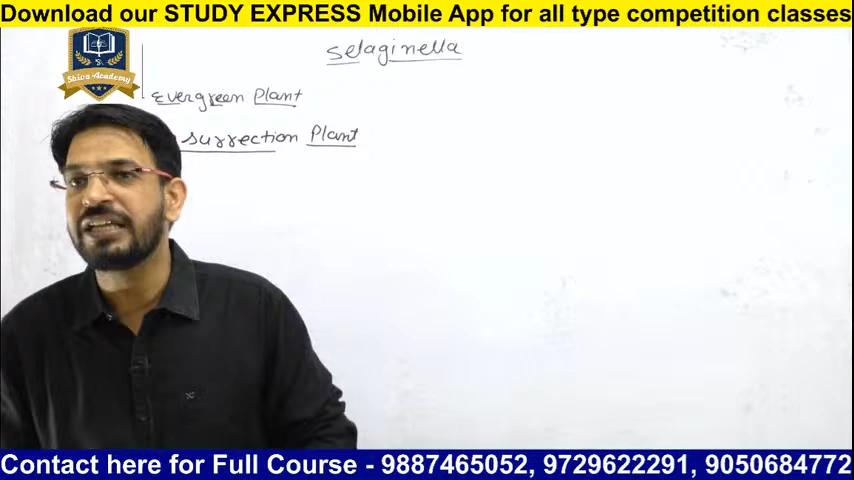 Download our STUDY EXPRESS Mobile App for all type competition classes
Selaginella
Shiva Academy
Evergreen Plant
surrection Plant
Contact here for Full Course - 9887465052, 9729622291, 9050684772